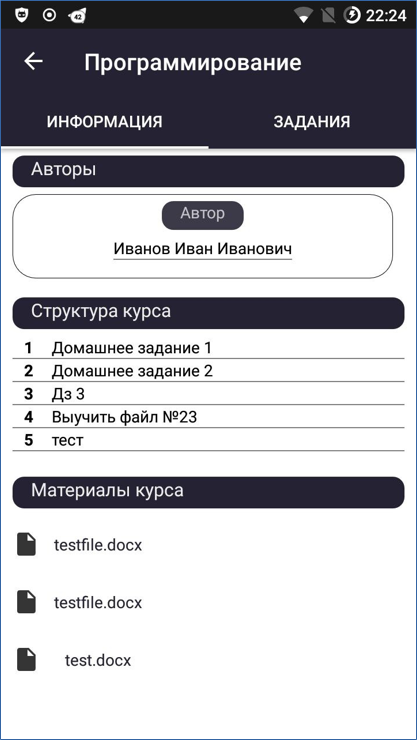 42
22:24
Программирование
ИНФОРМАЦИЯ ЗАДАНИЯ
Авторы
Автор
Иванов Иван Иванович
Структура курса
1 Домашнее задание 1
2 Домашнее задание 2
3 Дз 3
4 Выучить файл №23
5 тест
Материалы курса
testfile.docx
testfile.docx
test.docx